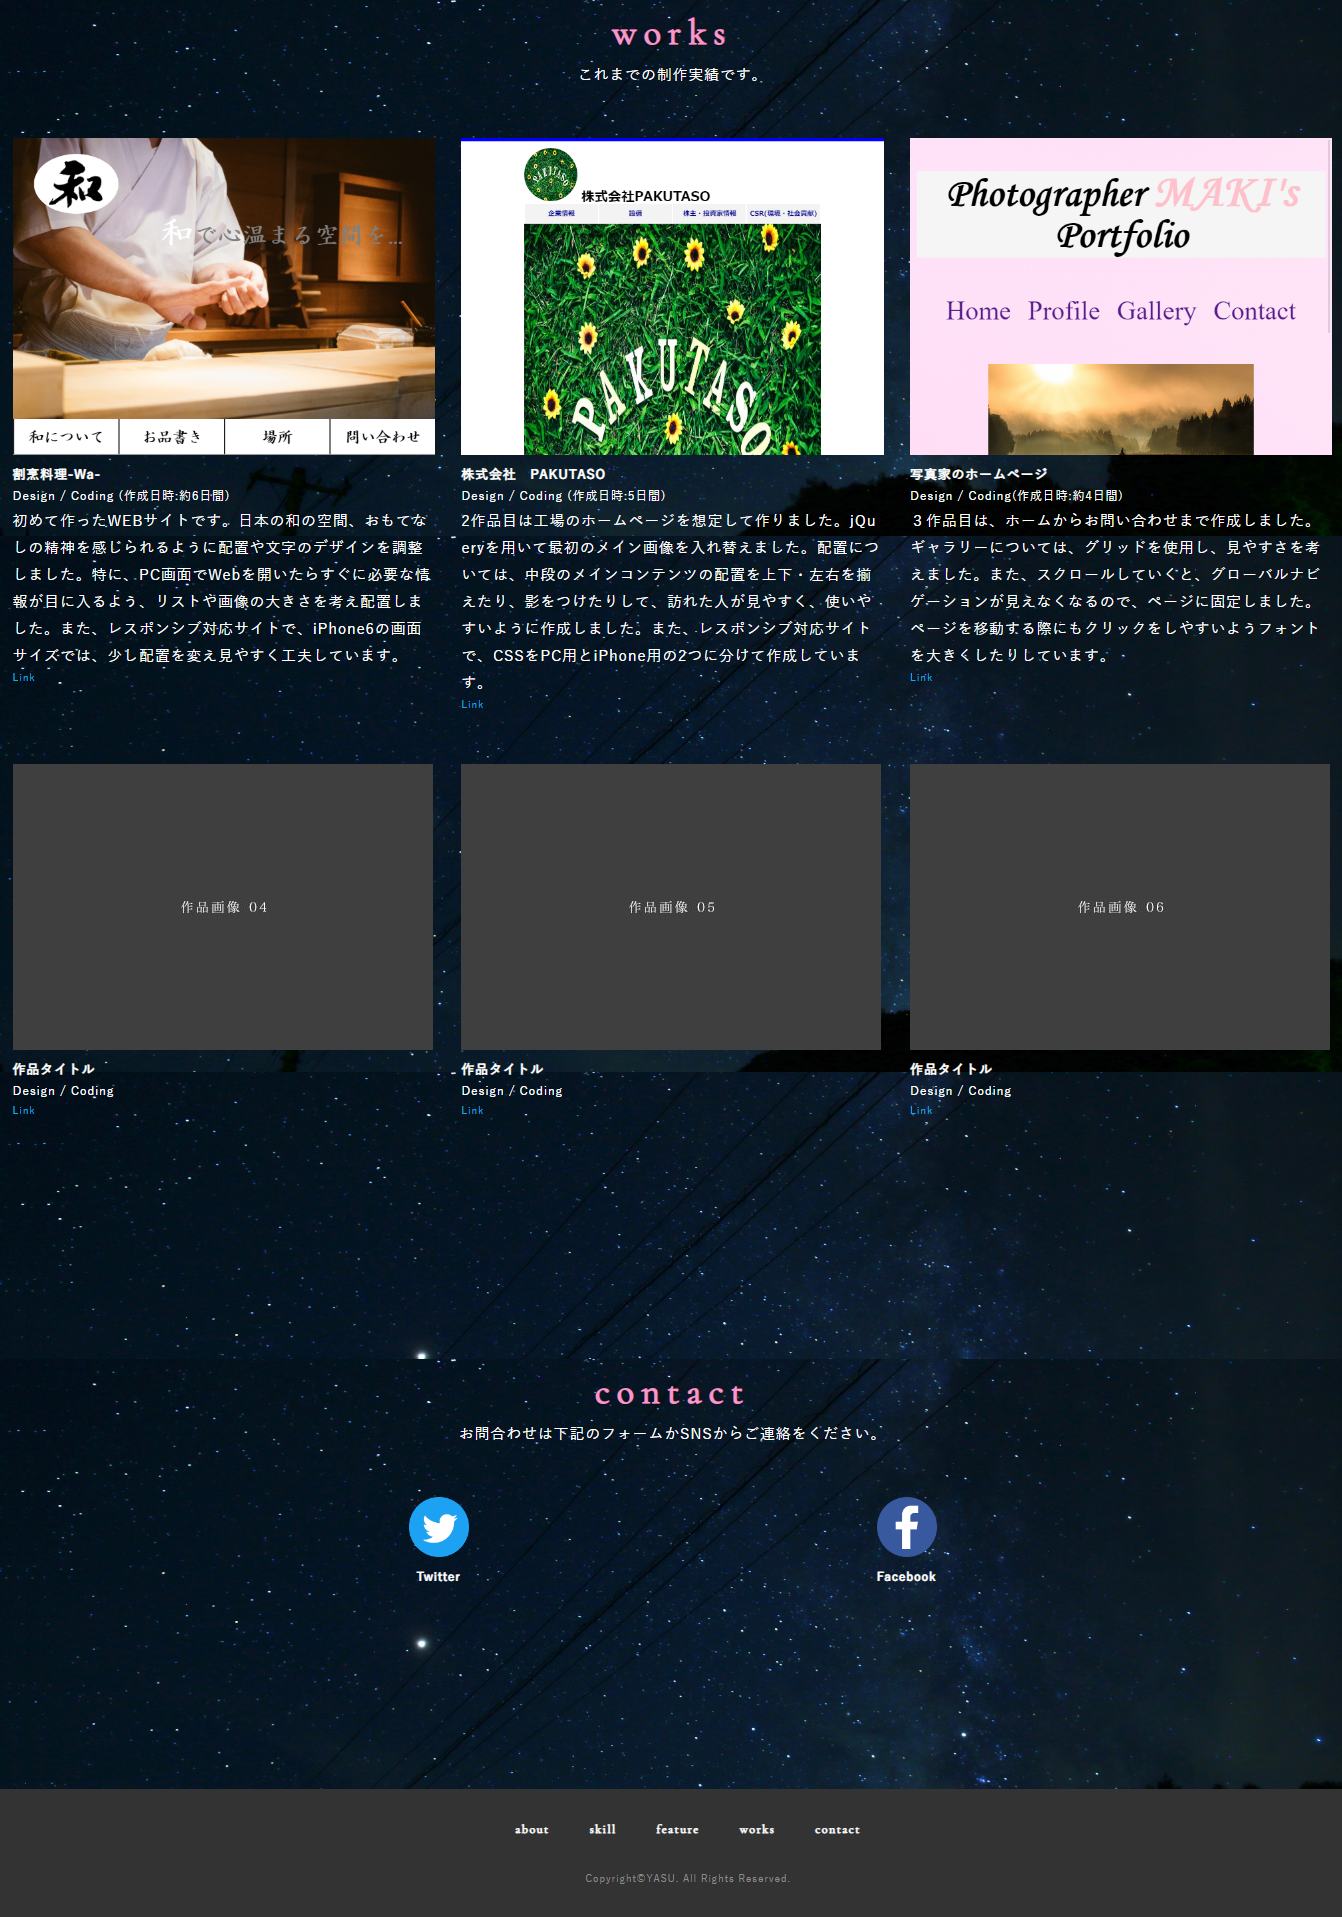 works
これまでの制作実績です。
和
和で心温まる空間を...
和について
お品書き
場所
問い合わせ
割烹料理-Wa-
Design / Coding (作成日時:約6日間)
初めて作ったWEBサイトです。日本の和の空間、おもてな
しの精神を感じられるように配置や文字のデザインを調整
しました。特に、PC画面でWebを開いたらすぐに必要な情
報が目に入るよう、リストや画像の大きさを考え配置しま
した。また、レスポンシブ対応サイトで、iPhone6の画面
サイズでは、少し配置を変え見やすく工夫しています。
Link
PAKUTASO
株式会社PAKUTASO
企業情報
設備
株主・投資家情報
CSR(環境・社会貢献)
PAKUTASO
株式会社　PAKUTASO
Design / Coding (作成日時:5日間)
2作品目は工場のホームページを想定して作りました。jQu
eryを用いて最初のメイン画像を入れ替えました。配置につ
いては、中段のメインコンテンツの配置を上下・左右を揃
えたり、影をつけたりして、訪れた人が見やすく、使いや
すいように作成しました。また、レスポンシブ対応サイト
で、CSSをPC用とiPhone用の2つに分けて作成していま
す。
Link
Photographer MAKI's
Portfolio
Home Profile Gallery Contact
写真家のホームページ
Design / Coding(作成日時:約4日間)
３作品目は、ホームからお問い合わせまで作成しました。
ギャラリーについては、グリッドを使用し、見やすさを考
えました。また、スクロールしていくと、グローバルナビ
ゲーションが見えなくなるので、ページに固定しました。
ページを移動する際にもクリックをしやすいようフォント
を大きくしたりしています。
Link
作品画像 04
作品タイトル
Design / Coding
Link
作品画像 05
作品タイトル
Design / Coding
Link
作品画像 06
作品タイトル
Design / Coding
Link
contact
お問合わせは下記のフォームかSNSからご連絡をください。
Twitter
Facebook
about skill feature works contact
Copyright©YASU. All Rights Reserved.